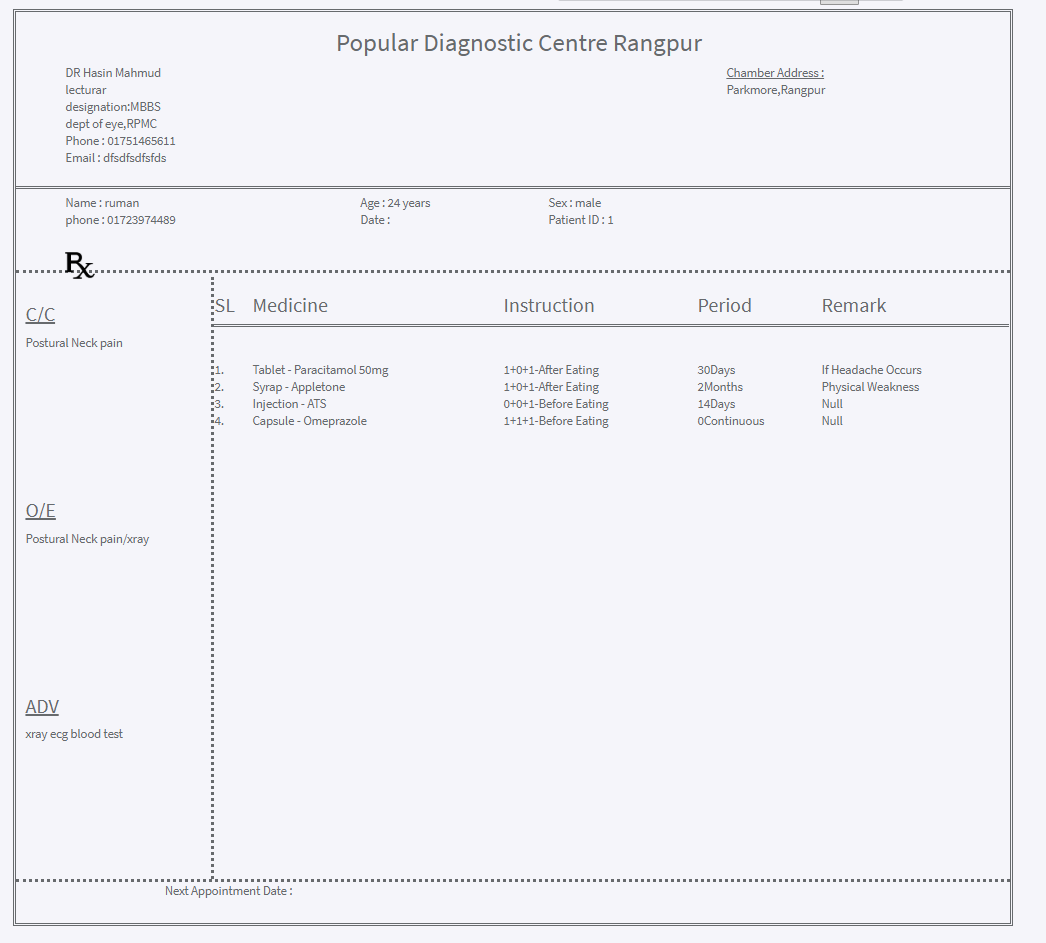 Popular Diagnostic Centre Rangpur
DR Hasin Mahmud
lecturar
designation:MBBS
dept of eye,RPMC
Phone : 01751465611
Email : dfsdfsdfsfds
Chamber Address :
Parkmore,Rangpur
Name : ruman Age : 24 years Sex : male
phone : 01723974489 Date : Patient ID : 1
Rx
C/C
Postural Neck pain
O/E
Postural Neck pain/xray
ADV
xray ecg blood test
SL Medicine Instruction Period Remark
1. Tablet - Paracitamol 50mg 1+0+1-After Eating 30Days If Headache Occurs
2. Syrap - Appletone 1+0+1-After Eating 2Months Physical Weakness
3. Injection - ATS 0+0+1-Before Eating 14Days Null
4. Capsule - Omeprazole 1+1+1-Before Eating 0Continuous Null
Next Appointment Date :